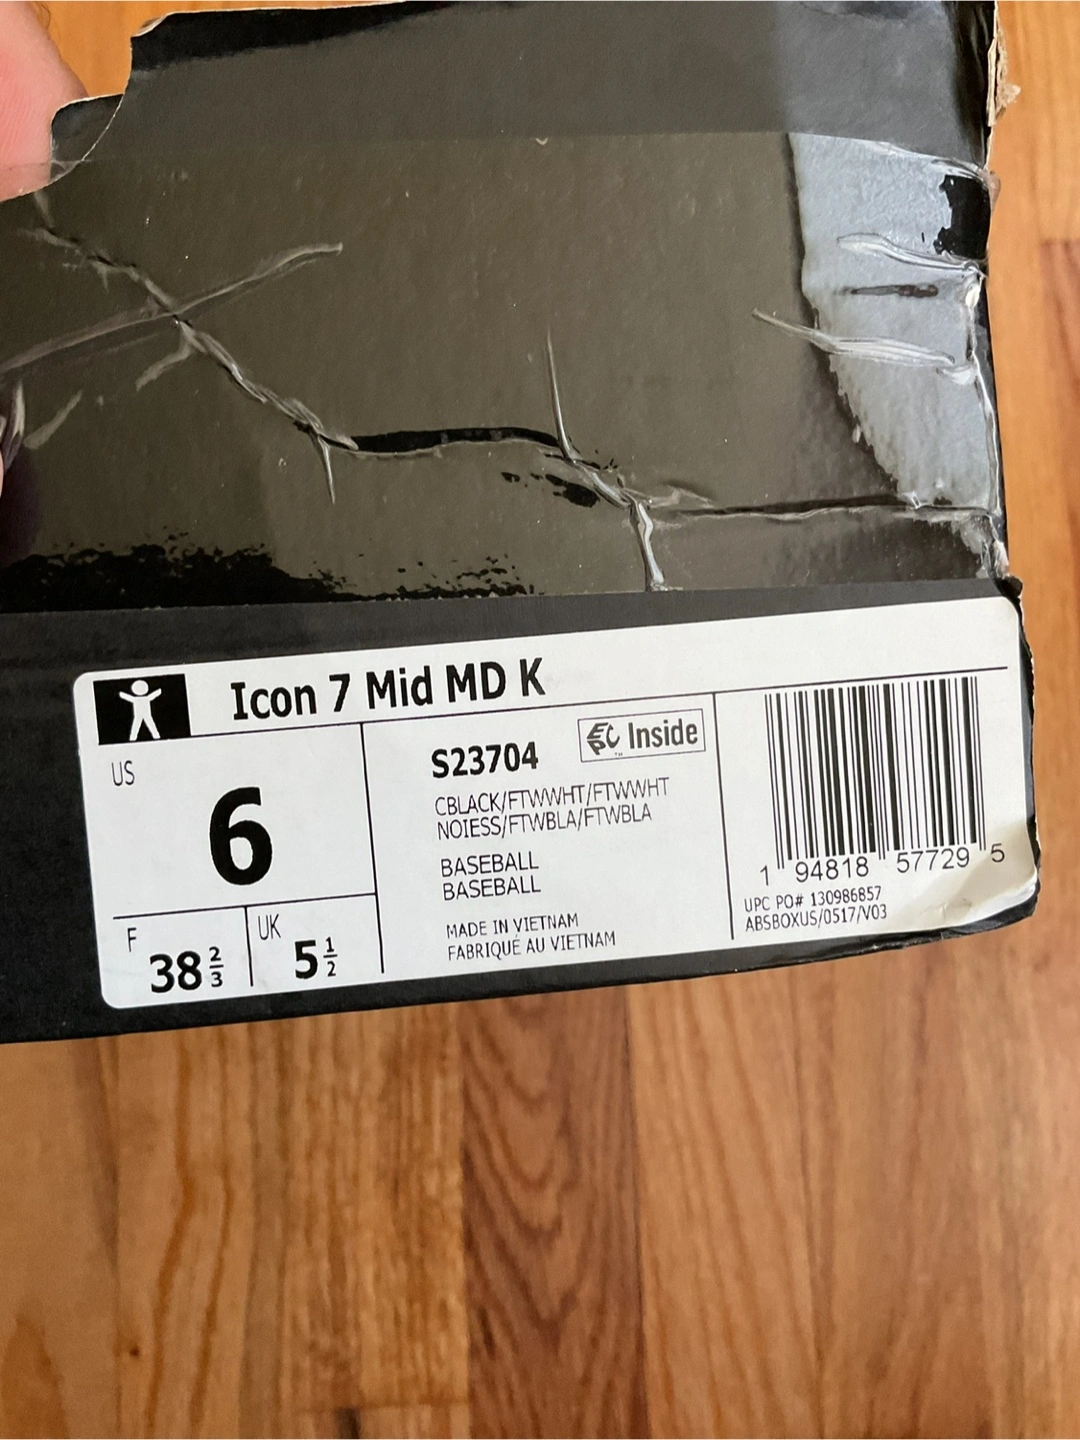 Icon 7 Mid MD K
US
6
F
38 2/3
UK
5 1/2
S23704
Inside
CBLACK/FTWWHT/FTWWHT
NOIESS/FTWBLA/FTWBLA
BASEBALL
BASEBALL
MADE IN VIETNAM
FABRIQUÉ AU VIETNAM
1 94818 57729 5
UPC PO# 130986857
ABSBOXUS/0517/V03